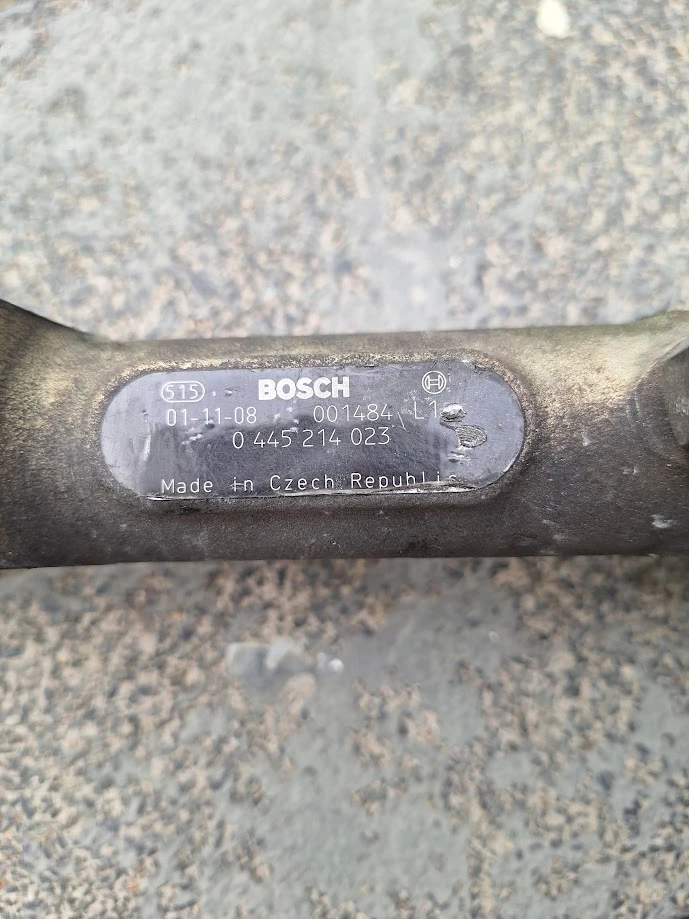 515 BOSCH
01-11-08 001484 L1
0 445 214 023
Made in Czech Republic